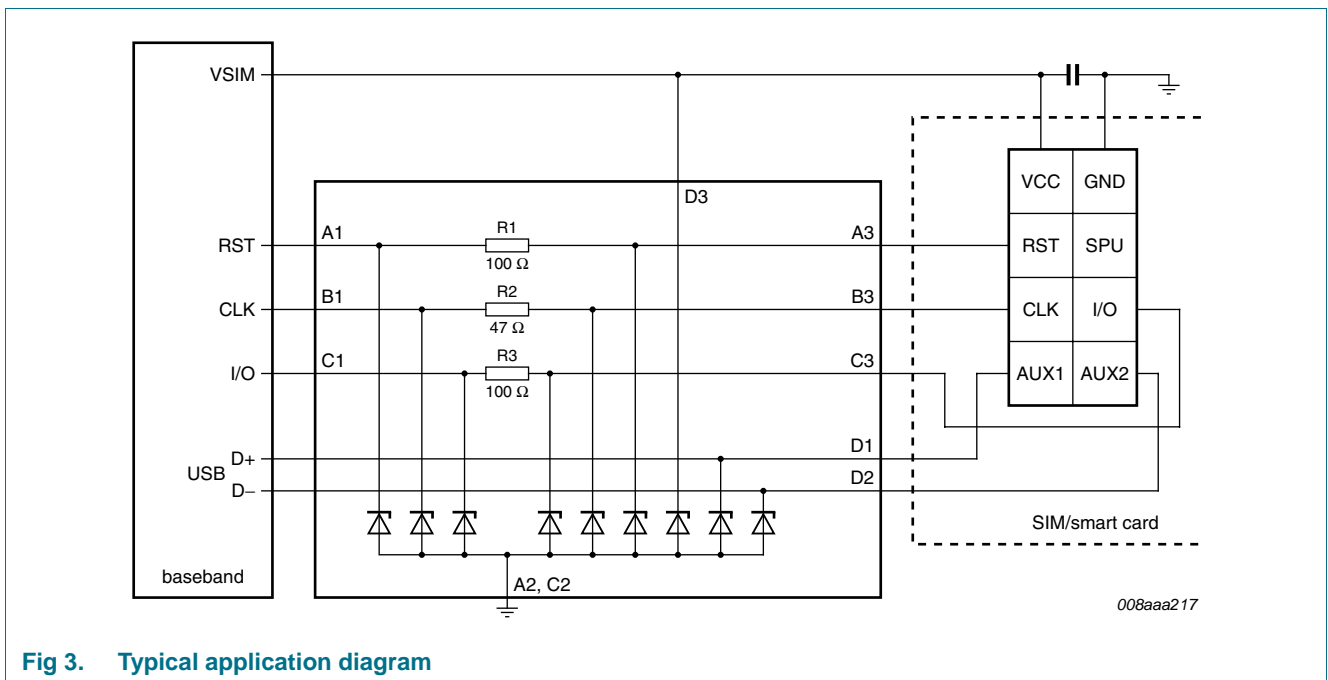 VSIM
D3
VCC GND
RST A1 R1 A3 RST SPU
100 Ω
CLK B1 R2 B3 CLK I/O
47 Ω
I/O C1 R3 C3 AUX1 AUX2
100 Ω
D+ D1
USB
D− D2
SIM/smart card
baseband
A2, C2
008aaa217
Fig 3. Typical application diagram